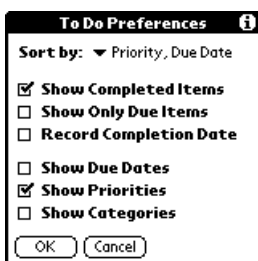 To Do Preferences i
Sort by: Priority, Due Date
Show Completed Items
Show Only Due Items
Record Completion Date
Show Due Dates
Show Priorities
Show Categories
OK Cancel